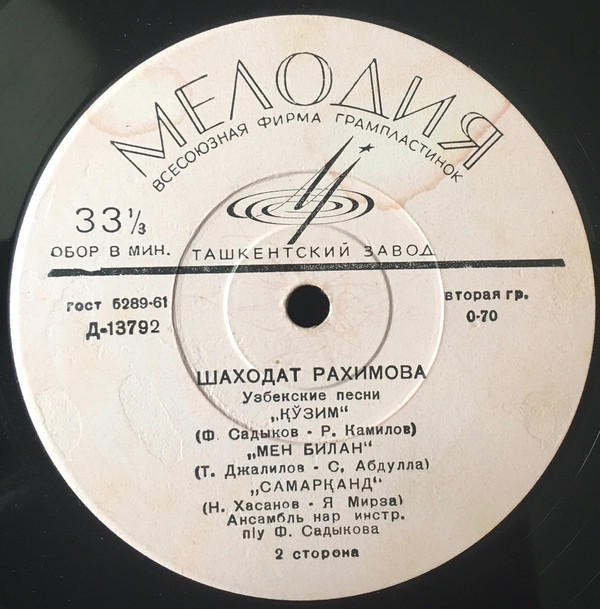 МЕЛОДИЯ
ВСЕСОЮЗНАЯ ФИРМА ГРАМПЛАСТИНОК
33⅓
ОБОР В МИН. ТАШКЕНТСКИЙ ЗАВОД
гост 5289-61
вторая гр.
Д-13792
0-70
ШАХОДАТ РАХИМОВА
Узбекские песни
„ҚЎЗИМ“
(Ф. Садыков - Р. Камилов)
„МЕН БИЛАН“
(Т. Джалилов - С, Абдулла)
„САМАРҚАНД“
(Н. Хасанов - Я Мирза)
Ансамбль нар инстр.
п/у Ф. Садыкова
2 сторона